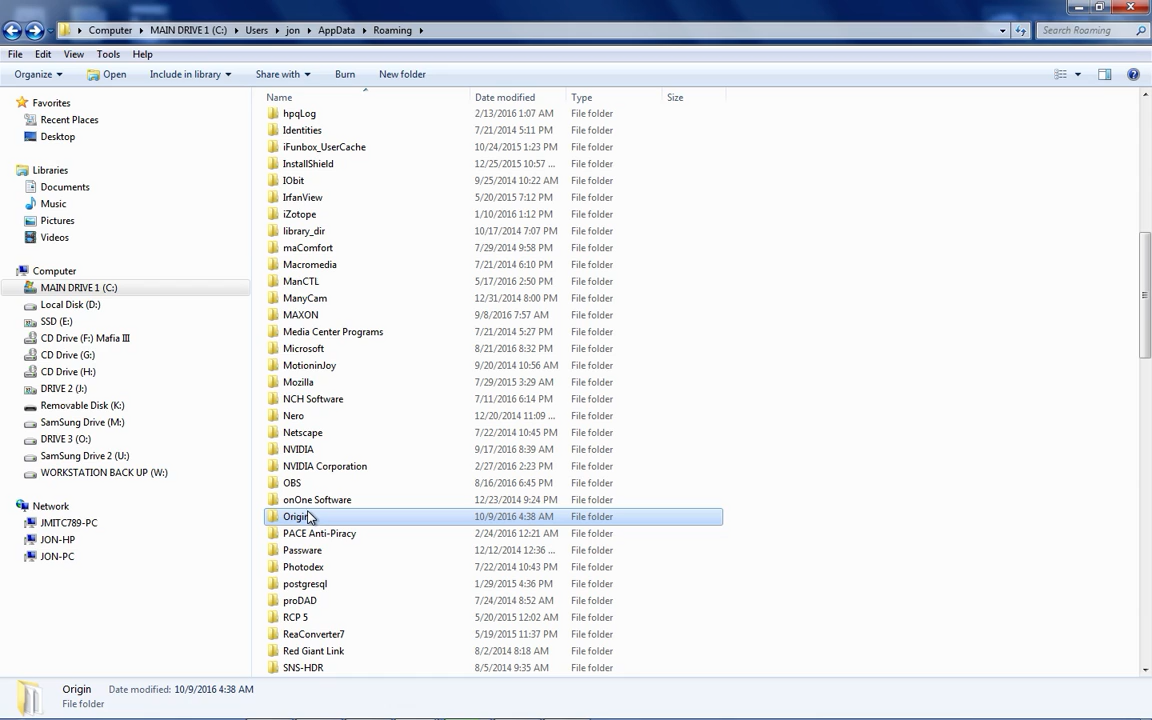 Computer ▸ MAIN DRIVE 1 (C:) ▸ Users ▸ jon ▸ AppData ▸ Roaming ▸ Search Roaming
File Edit View Tools Help
Organize Open Include in library Share with Burn New folder
Name Date modified Type Size
Favorites
Recent Places
Desktop
Libraries
Documents
Music
Pictures
Videos
Computer
MAIN DRIVE 1 (C:)
Local Disk (D:)
SSD (E:)
CD Drive (F:) Mafia III
CD Drive (G:)
CD Drive (H:)
DRIVE 2 (J:)
Removable Disk (K:)
SamSung Drive (M:)
DRIVE 3 (O:)
SamSung Drive 2 (U:)
WORKSTATION BACK UP (W:)
Network
JMITC789-PC
JON-HP
JON-PC
hpqLog 2/13/2016 1:07 AM File folder
Identities 7/21/2014 5:11 PM File folder
iFunbox_UserCache 10/24/2015 1:23 PM File folder
InstallShield 12/25/2015 10:57 ... File folder
IObit 9/25/2014 10:22 AM File folder
IrfanView 5/20/2015 7:12 PM File folder
iZotope 1/10/2016 1:12 PM File folder
library_dir 10/17/2014 7:07 PM File folder
maComfort 7/29/2014 9:58 PM File folder
Macromedia 7/21/2014 6:10 PM File folder
ManCTL 5/17/2016 2:50 PM File folder
ManyCam 12/31/2014 8:00 PM File folder
MAXON 9/8/2016 7:57 AM File folder
Media Center Programs 7/21/2014 5:27 PM File folder
Microsoft 8/21/2016 8:32 PM File folder
MotioninJoy 9/20/2014 10:56 AM File folder
Mozilla 7/29/2015 3:29 AM File folder
NCH Software 7/11/2016 6:14 PM File folder
Nero 12/20/2014 11:09 ... File folder
Netscape 7/22/2014 10:45 PM File folder
NVIDIA 9/17/2016 8:39 AM File folder
NVIDIA Corporation 2/27/2016 2:23 PM File folder
OBS 8/16/2016 6:45 PM File folder
onOne Software 12/23/2014 9:24 PM File folder
Origin 10/9/2016 4:38 AM File folder
PACE Anti-Piracy 2/24/2016 12:21 AM File folder
Passware 12/12/2014 12:36 ... File folder
Photodex 7/22/2014 10:43 PM File folder
postgresql 1/29/2015 4:36 PM File folder
proDAD 7/24/2014 8:52 AM File folder
RCP 5 5/20/2015 12:02 AM File folder
ReaConverter7 5/19/2015 11:37 PM File folder
Red Giant Link 8/2/2014 8:18 AM File folder
SNS-HDR 8/5/2014 9:35 AM File folder
Origin Date modified: 10/9/2016 4:38 AM
File folder